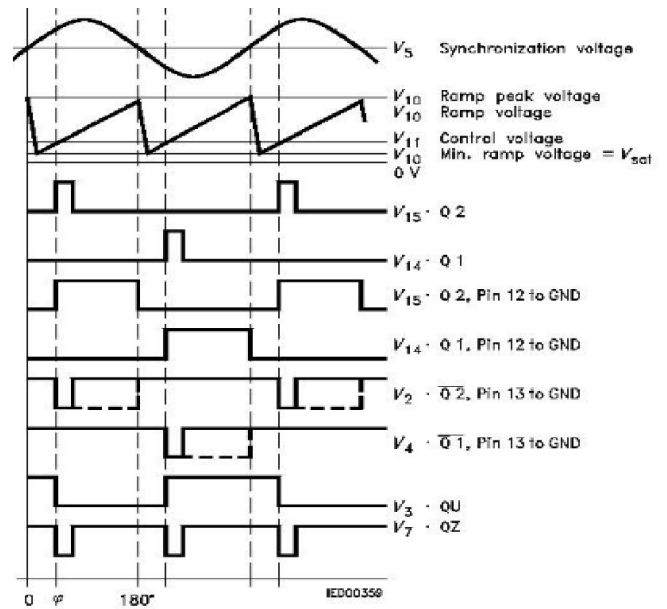 V5 Synchronization voltage
V10 Ramp peak voltage
V10 Ramp voltage
V11 Control voltage
V10 Min. ramp voltage = Vsat
0 V
V15 · Q 2
V14 · Q 1
V15 · Q 2, Pin 12 to GND
V14 · Q 1, Pin 12 to GND
V2 · Q̅ ̅2̅, Pin 13 to GND
V4 · Q̅ ̅1̅, Pin 13 to GND
V3 · QU
V7 · QZ
0 φ 180° IED00359